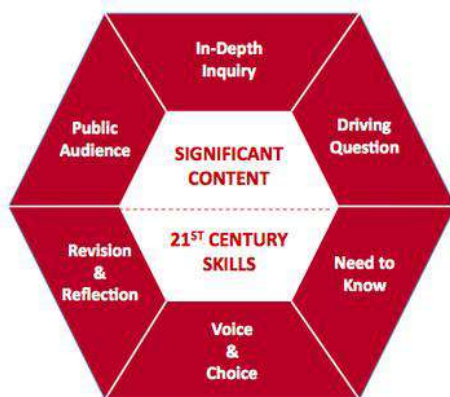 In-Depth
Inquiry
Driving
Question
Need to
Know
Voice
&
Choice
Revision
&
Reflection
Public
Audience
SIGNIFICANT
CONTENT
21ST CENTURY
SKILLS